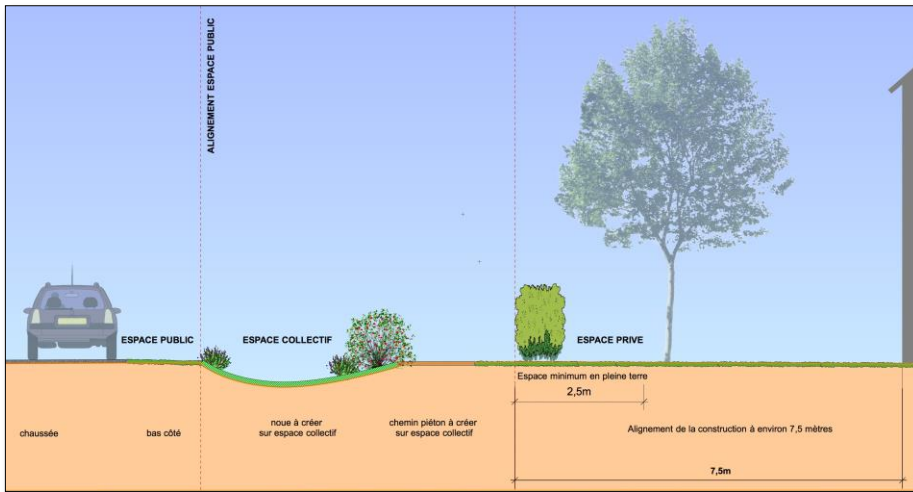 ALIGNEMENT ESPACE PUBLIC
ESPACE PUBLIC
ESPACE COLLECTIF
ESPACE PRIVE
Espace minimum en pleine terre
2,5m
chaussée
bas côté
noue à créer
sur espace collectif
chemin piéton à créer
sur espace collectif
Alignement de la construction à environ 7,5 mètres
7,5m